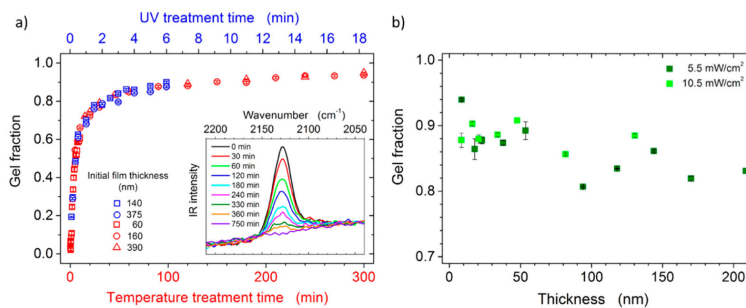 a)
UV treatment time (min)
0 2 4 6 8 10 12 14 16 18
Gel fraction
1.0
0.8
0.6
0.4
0.2
0.0
Wavenumber (cm⁻¹)
2200 2150 2100 2050
IR intensity
0 min
30 min
60 min
120 min
180 min
240 min
330 min
360 min
750 min
Initial film thickness
(nm)
140
375
60
160
390
0 100 200 300
Temperature treatment time (min)
b)
5.5 mW/cm²
10.5 mW/cm²
Gel fraction
1.0
0.9
0.8
0.7
0 50 100 150 200
Thickness (nm)